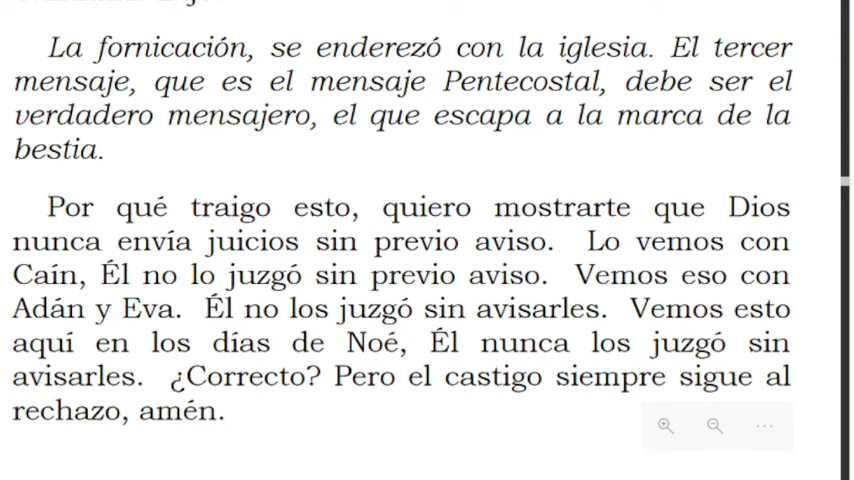 La fornicación, se enderezó con la iglesia. El tercer
mensaje, que es el mensaje Pentecostal, debe ser el
verdadero mensajero, el que escapa a la marca de la
bestia.
Por qué traigo esto, quiero mostrarte que Dios
nunca envía juicios sin previo aviso. Lo vemos con
Caín, Él no lo juzgó sin previo aviso. Vemos eso con
Adán y Eva. Él no los juzgó sin avisarles. Vemos esto
aquí en los días de Noé, Él nunca los juzgó sin
avisarles. ¿Correcto? Pero el castigo siempre sigue al
rechazo, amén.